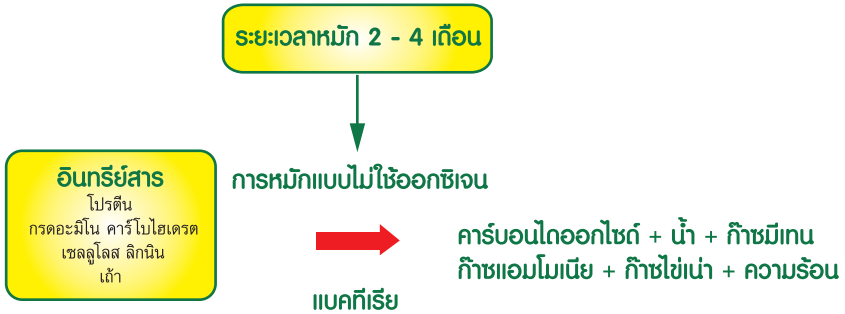 ระยะเวลาหมัก 2 - 4 เดือน
อินทรีย์สาร
โปรตีน
กรดอะมิโน คาร์โบไฮเดรต
เซลลูโลส ลิกนิน
เถ้า
การหมักแบบไม่ใช้ออกซิเจน
แบคทีเรีย
คาร์บอนไดออกไซด์ + น้ำ + ก๊าซมีเทน
ก๊าซแอมโมเนีย + ก๊าซไข่เน่า + ความร้อน